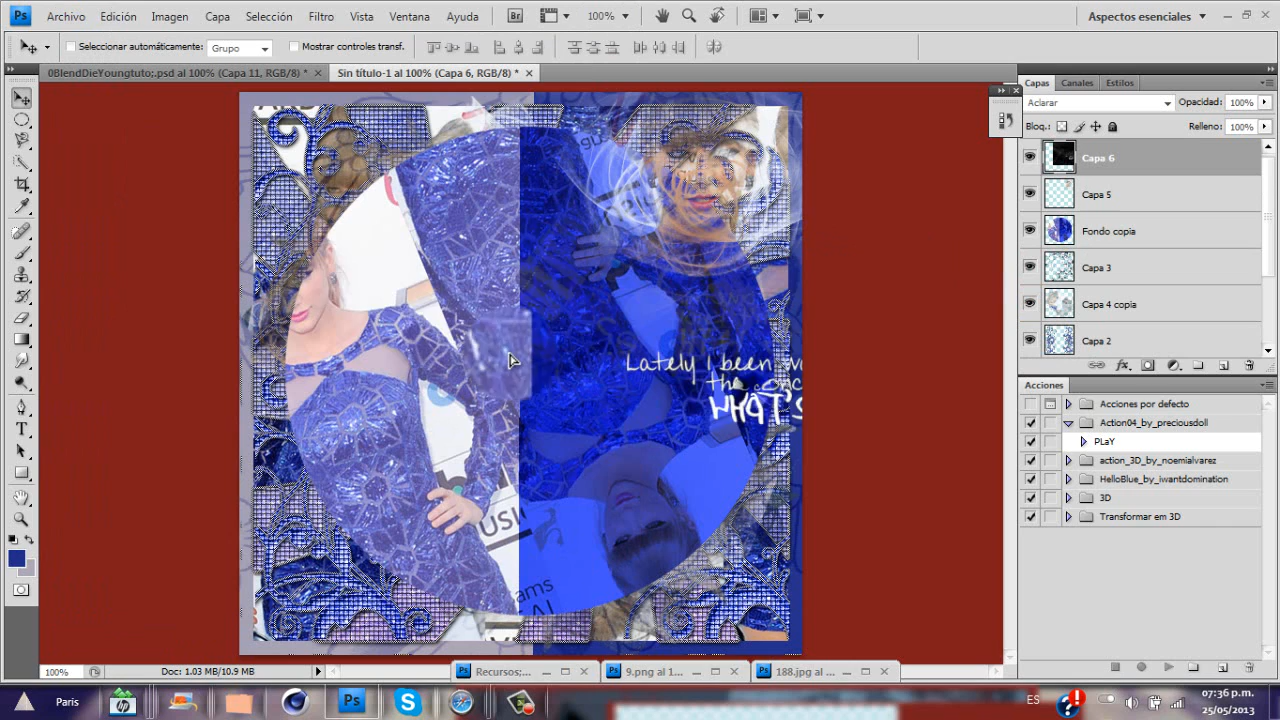 Ps
Archivo Edición Imagen Capa Selección Filtro Vista Ventana Ayuda Br 100% Aspectos esenciales
Seleccionar automáticamente: Grupo Mostrar controles transf.
0BlendDieYoungtuto;.psd al 100% (Capa 11, RGB/8) * Sin título-1 al 100% (Capa 6, RGB/8) *
Capas Canales Estilos
Aclarar Opacidad: 100%
Bloq.: Relleno: 100%
Capa 6
Capa 5
Fondo copia
Capa 3
Capa 4 copia
Capa 2
Lately I been
the
WHAT'S
Acciones
Acciones por defecto
Action04_by_preciousdoll
PLaY
action_3D_by_noemialvarez
HelloBlue_by_iwantdomination
3D
Transformar em 3D
100% Doc: 1.03 MB/10.9 MB
Recursos;... 9.png al 1... 188.jpg al ...
París ES 07:36 p.m.
25/05/2013